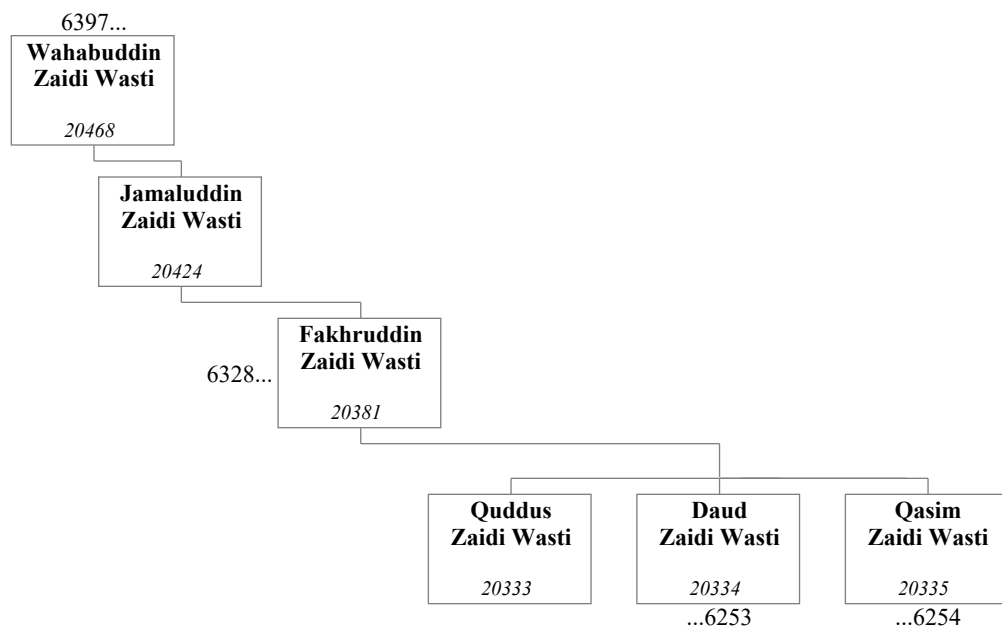 6397...
Wahabuddin
Zaidi Wasti
20468
Jamaluddin
Zaidi Wasti
20424
6328...
Fakhruddin
Zaidi Wasti
20381
Quddus
Zaidi Wasti
20333
Daud
Zaidi Wasti
20334
...6253
Qasim
Zaidi Wasti
20335
...6254